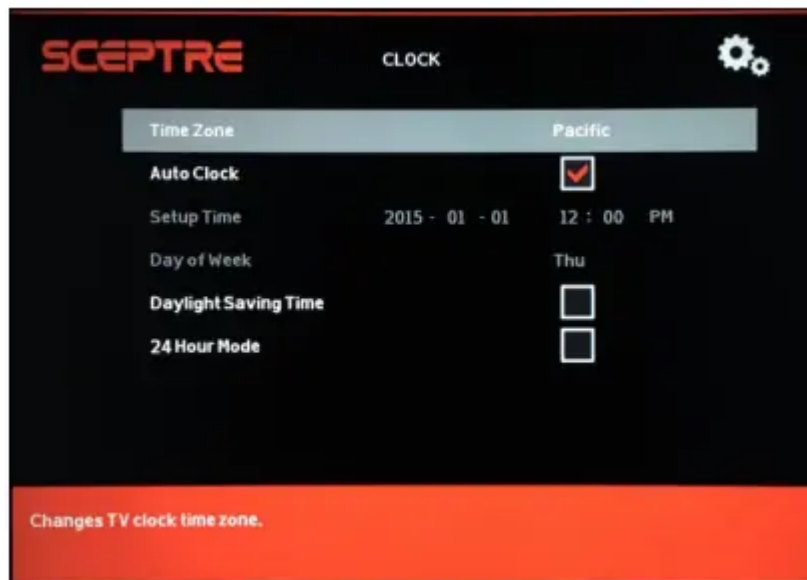 SCEPTRE CLOCK
Time Zone Pacific
Auto Clock
Setup Time 2015 - 01 - 01 12 : 00 PM
Day of Week Thu
Daylight Saving Time
24 Hour Mode
Changes TV clock time zone.